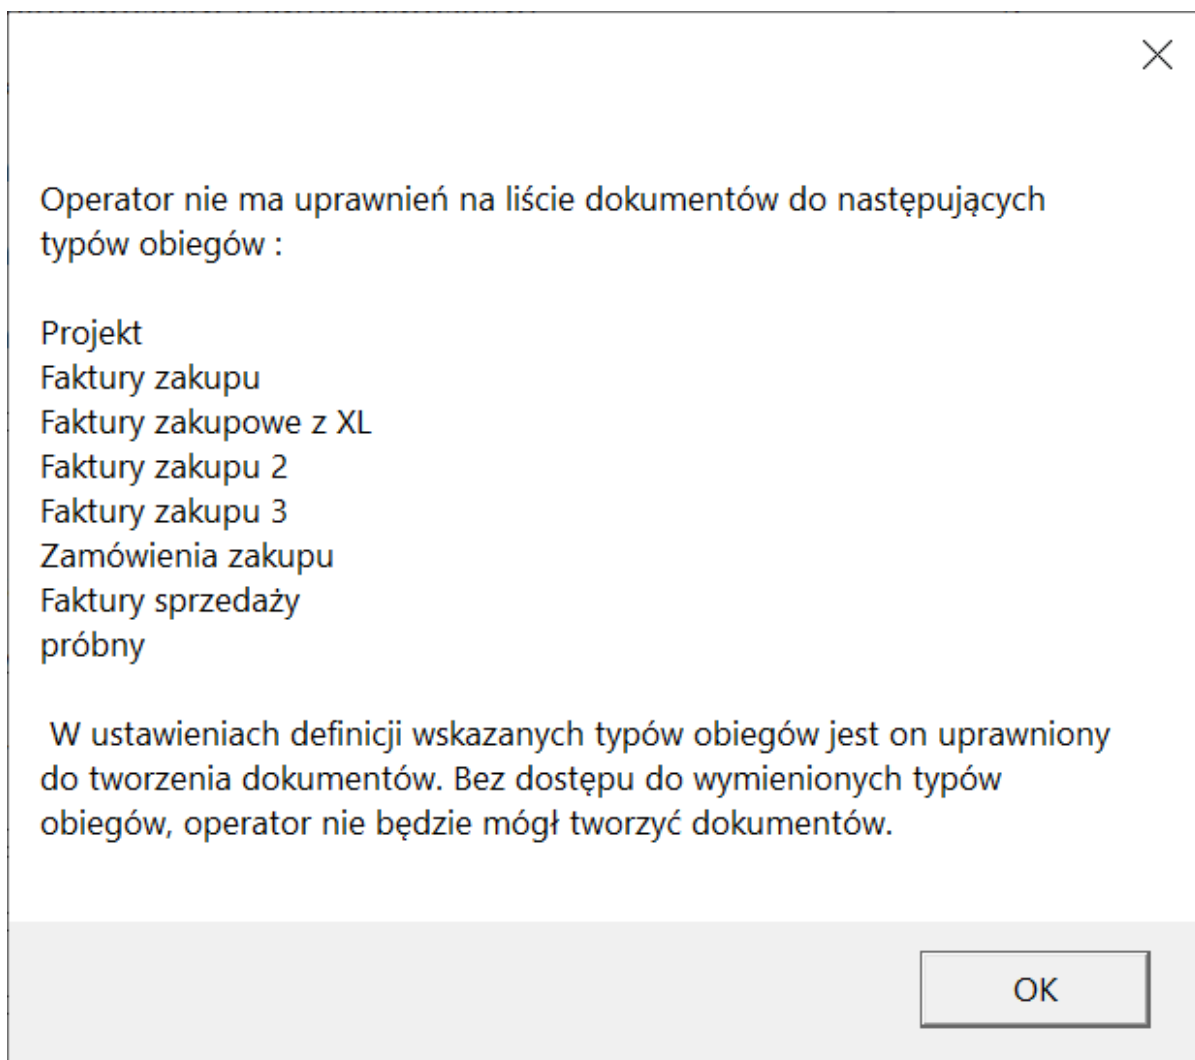 Operator nie ma uprawnień na liście dokumentów do następujących
typów obiegów :
Projekt
Faktury zakupu
Faktury zakupowe z XL
Faktury zakupu 2
Faktury zakupu 3
Zamówienia zakupu
Faktury sprzedaży
próbny
W ustawieniach definicji wskazanych typów obiegów jest on uprawniony
do tworzenia dokumentów. Bez dostępu do wymienionych typów
obiegów, operator nie będzie mógł tworzyć dokumentów.
OK